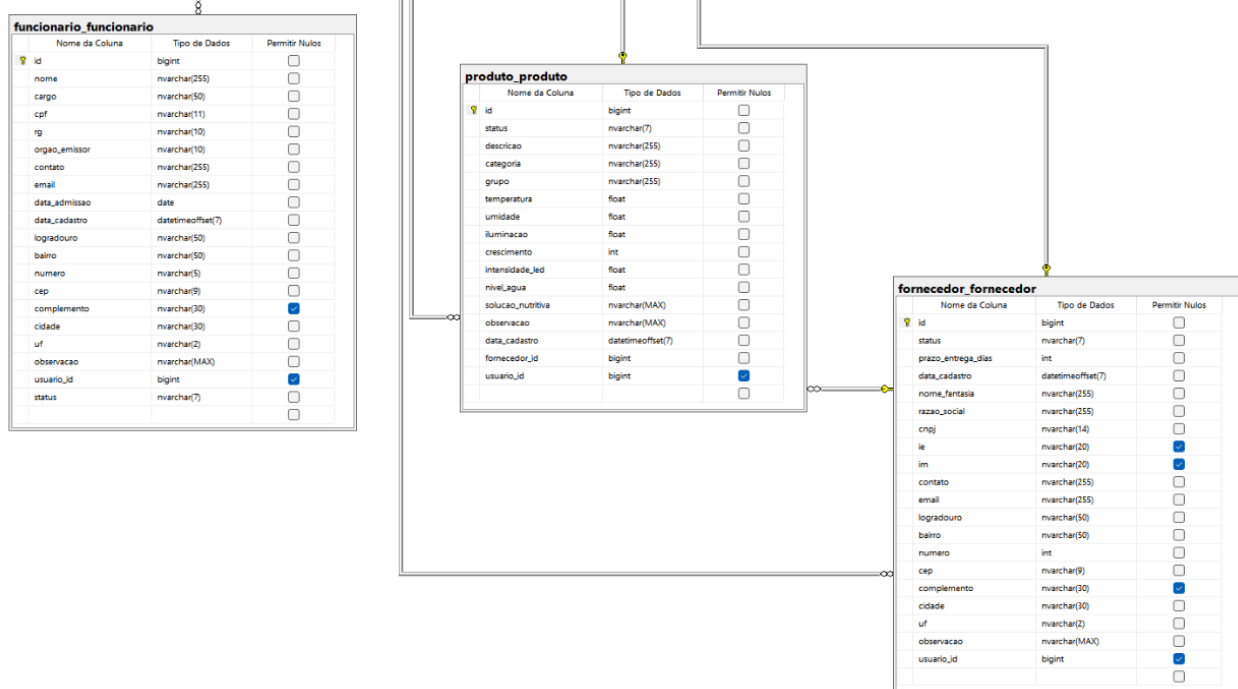 funcionario_funcionario
Nome da Coluna Tipo de Dados Permitir Nulos
id bigint
nome nvarchar(255)
cargo nvarchar(50)
cpf nvarchar(11)
rg nvarchar(10)
orgao_emissor nvarchar(10)
contato nvarchar(255)
email nvarchar(255)
data_admissao date
data_cadastro datetimeoffset(7)
logradouro nvarchar(50)
bairro nvarchar(50)
numero nvarchar(5)
cep nvarchar(9)
complemento nvarchar(30)
cidade nvarchar(30)
uf nvarchar(2)
observacao nvarchar(MAX)
usuario_id bigint
status nvarchar(7)
produto_produto
Nome da Coluna Tipo de Dados Permitir Nulos
id bigint
status nvarchar(7)
descricao nvarchar(255)
categoria nvarchar(255)
grupo nvarchar(255)
temperatura float
umidade float
iluminacao float
crescimento int
intensidade_led float
nivel_agua float
solucao_nutritiva nvarchar(MAX)
observacao nvarchar(MAX)
data_cadastro datetimeoffset(7)
fornecedor_id bigint
usuario_id bigint
fornecedor_fornecedor
Nome da Coluna Tipo de Dados Permitir Nulos
id bigint
status nvarchar(7)
prazo_entrega_dias int
data_cadastro datetimeoffset(7)
nome_fantasia nvarchar(255)
razao_social nvarchar(255)
cnpj nvarchar(14)
ie nvarchar(20)
im nvarchar(20)
contato nvarchar(255)
email nvarchar(255)
logradouro nvarchar(50)
bairro nvarchar(50)
numero int
cep nvarchar(9)
complemento nvarchar(30)
cidade nvarchar(30)
uf nvarchar(2)
observacao nvarchar(MAX)
usuario_id bigint